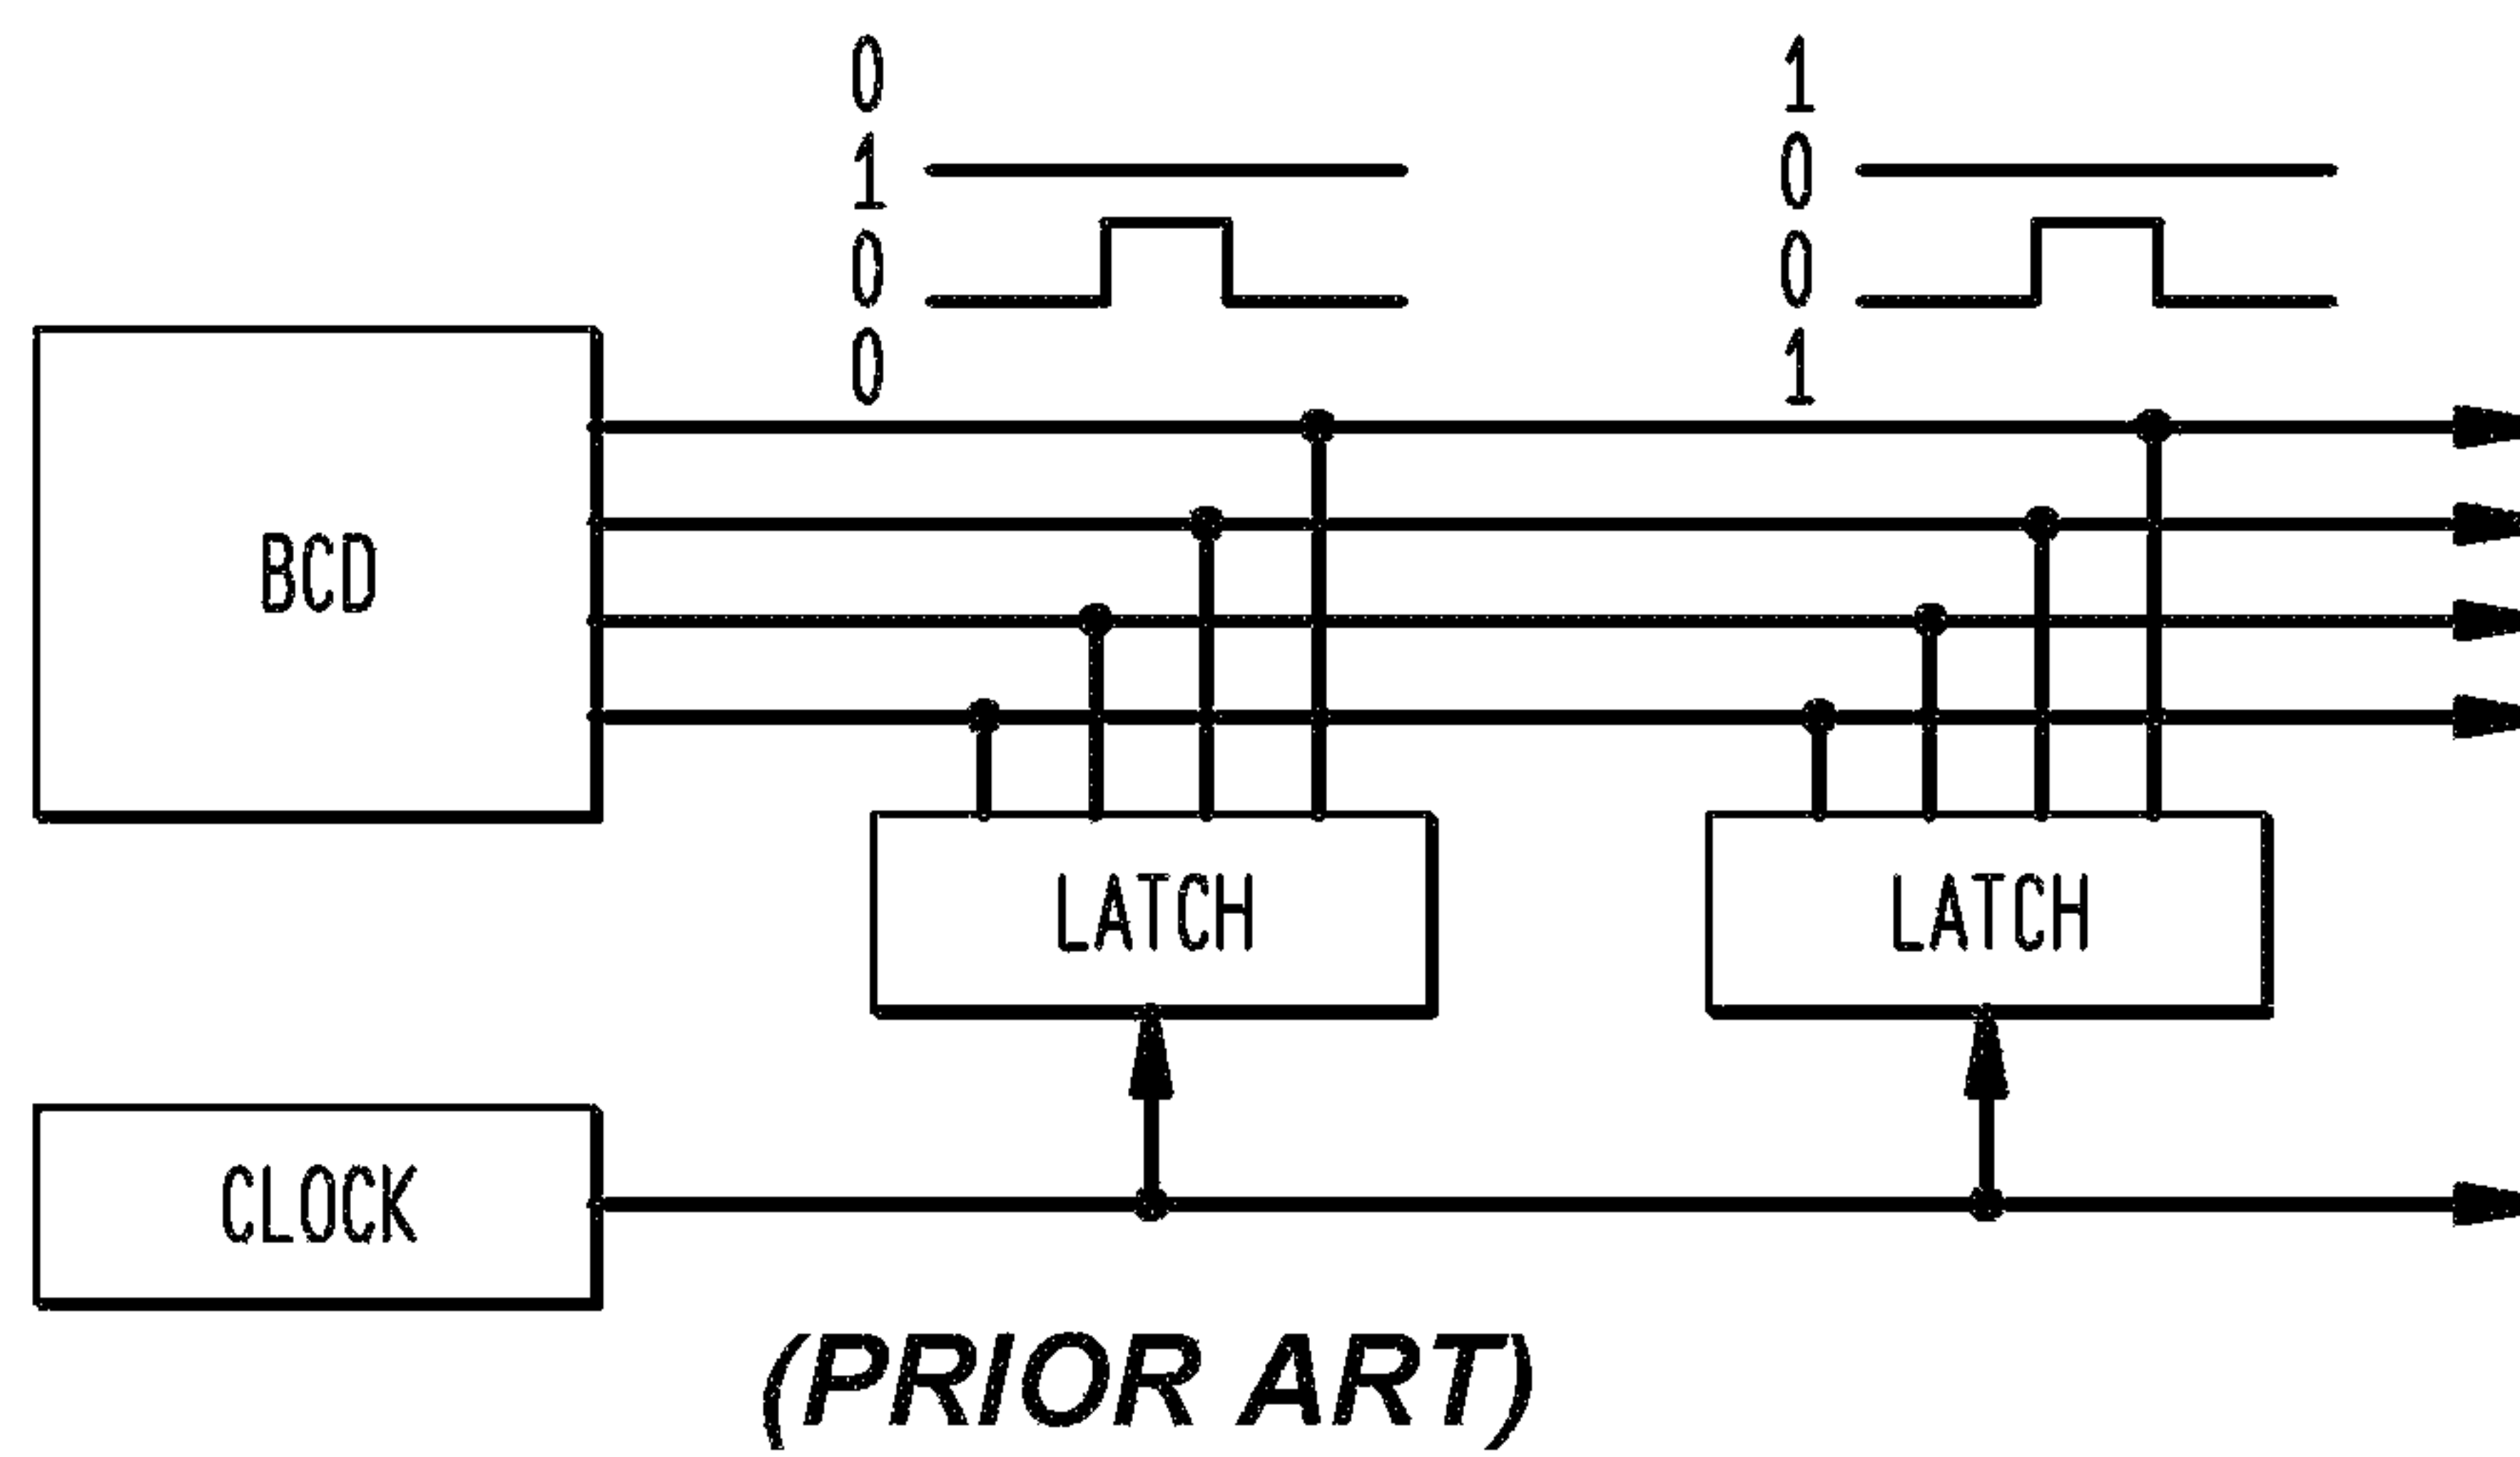 0 1
1 0
0 0
0 1
BCD
LATCH LATCH
CLOCK
(PRIOR ART)